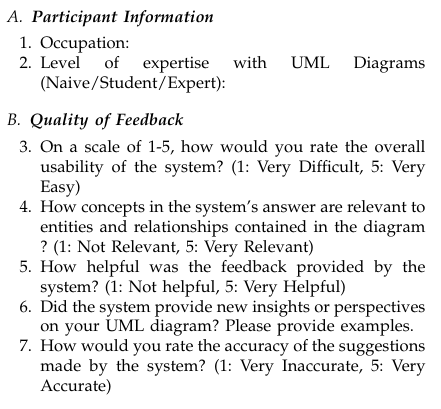 A. Participant Information
1. Occupation:
2. Level of expertise with UML Diagrams
(Naive/Student/Expert):
B. Quality of Feedback
3. On a scale of 1-5, how would you rate the overall
usability of the system? (1: Very Difficult, 5: Very
Easy)
4. How concepts in the system's answer are relevant to
entities and relationships contained in the diagram
? (1: Not Relevant, 5: Very Relevant)
5. How helpful was the feedback provided by the
system? (1: Not helpful, 5: Very Helpful)
6. Did the system provide new insights or perspectives
on your UML diagram? Please provide examples.
7. How would you rate the accuracy of the suggestions
made by the system? (1: Very Inaccurate, 5: Very
Accurate)